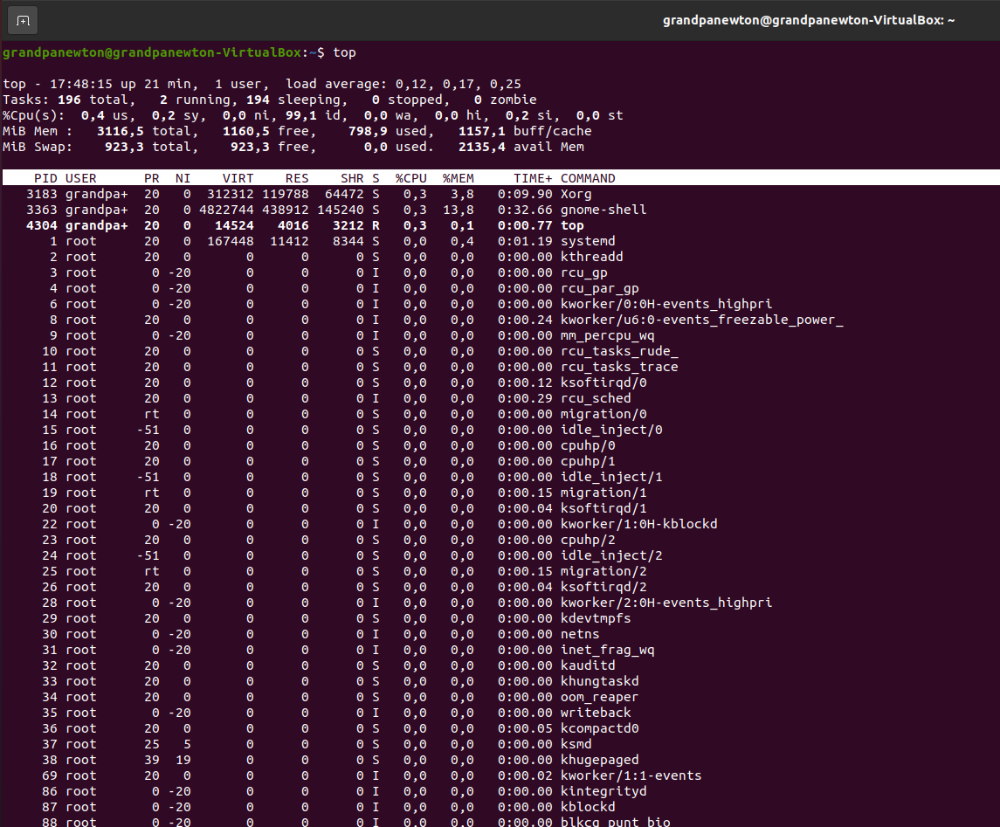 grandpanewton@grandpanewton-VirtualBox: ~
grandpanewton@grandpanewton-VirtualBox:~$ top
top - 17:48:15 up 21 min,  1 user,  load average: 0,12, 0,17, 0,25
Tasks: 196 total,   2 running, 194 sleeping,   0 stopped,   0 zombie
%Cpu(s):  0,4 us,  0,2 sy,  0,0 ni, 99,1 id,  0,0 wa,  0,0 hi,  0,2 si,  0,0 st
MiB Mem :   3116,5 total,   1160,5 free,    798,9 used,   1157,1 buff/cache
MiB Swap:    923,3 total,    923,3 free,      0,0 used.   2135,4 avail Mem
PID USER      PR  NI    VIRT    RES    SHR S  %CPU  %MEM     TIME+ COMMAND
3183 grandpa+  20   0  312312 119788  64472 S   0,3   3,8   0:09.90 Xorg
3363 grandpa+  20   0 4822744 438912 145240 S   0,3  13,8   0:32.66 gnome-shell
4304 grandpa+  20   0   14524   4016   3212 R   0,3   0,1   0:00.77 top
1 root      20   0  167448  11412   8344 S   0,0   0,4   0:01.19 systemd
2 root      20   0       0      0      0 S   0,0   0,0   0:00.00 kthreadd
3 root       0 -20       0      0      0 I   0,0   0,0   0:00.00 rcu_gp
4 root       0 -20       0      0      0 I   0,0   0,0   0:00.00 rcu_par_gp
6 root       0 -20       0      0      0 I   0,0   0,0   0:00.00 kworker/0:0H-events_highpri
8 root      20   0       0      0      0 I   0,0   0,0   0:00.24 kworker/u6:0-events_freezable_power_
9 root       0 -20       0      0      0 I   0,0   0,0   0:00.00 mm_percpu_wq
10 root      20   0       0      0      0 S   0,0   0,0   0:00.00 rcu_tasks_rude_
11 root      20   0       0      0      0 S   0,0   0,0   0:00.00 rcu_tasks_trace
12 root      20   0       0      0      0 S   0,0   0,0   0:00.12 ksoftirqd/0
13 root      20   0       0      0      0 I   0,0   0,0   0:00.29 rcu_sched
14 root      rt   0       0      0      0 S   0,0   0,0   0:00.00 migration/0
15 root     -51   0       0      0      0 S   0,0   0,0   0:00.00 idle_inject/0
16 root      20   0       0      0      0 S   0,0   0,0   0:00.00 cpuhp/0
17 root      20   0       0      0      0 S   0,0   0,0   0:00.00 cpuhp/1
18 root     -51   0       0      0      0 S   0,0   0,0   0:00.00 idle_inject/1
19 root      rt   0       0      0      0 S   0,0   0,0   0:00.15 migration/1
20 root      20   0       0      0      0 S   0,0   0,0   0:00.04 ksoftirqd/1
22 root       0 -20       0      0      0 I   0,0   0,0   0:00.00 kworker/1:0H-kblockd
23 root      20   0       0      0      0 S   0,0   0,0   0:00.00 cpuhp/2
24 root     -51   0       0      0      0 S   0,0   0,0   0:00.00 idle_inject/2
25 root      rt   0       0      0      0 S   0,0   0,0   0:00.15 migration/2
26 root      20   0       0      0      0 S   0,0   0,0   0:00.04 ksoftirqd/2
28 root       0 -20       0      0      0 I   0,0   0,0   0:00.00 kworker/2:0H-events_highpri
29 root      20   0       0      0      0 S   0,0   0,0   0:00.00 kdevtmpfs
30 root       0 -20       0      0      0 I   0,0   0,0   0:00.00 netns
31 root       0 -20       0      0      0 I   0,0   0,0   0:00.00 inet_frag_wq
32 root      20   0       0      0      0 S   0,0   0,0   0:00.00 kauditd
33 root      20   0       0      0      0 S   0,0   0,0   0:00.00 khungtaskd
34 root      20   0       0      0      0 S   0,0   0,0   0:00.00 oom_reaper
35 root       0 -20       0      0      0 I   0,0   0,0   0:00.00 writeback
36 root      20   0       0      0      0 S   0,0   0,0   0:00.05 kcompactd0
37 root      25   5       0      0      0 S   0,0   0,0   0:00.00 ksmd
38 root      39  19       0      0      0 S   0,0   0,0   0:00.00 khugepaged
69 root      20   0       0      0      0 I   0,0   0,0   0:00.02 kworker/1:1-events
86 root       0 -20       0      0      0 I   0,0   0,0   0:00.00 kintegrityd
87 root       0 -20       0      0      0 I   0,0   0,0   0:00.00 kblockd
88 root       0 -20       0      0      0 I   0,0   0,0   0:00.00 blkcg_punt_bio